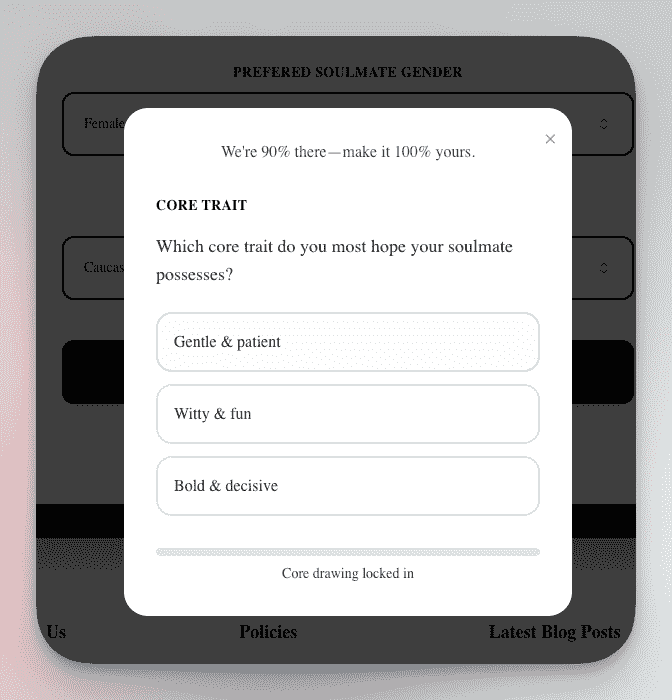 PREFERED SOULMATE GENDER
Female
We're 90% there—make it 100% yours.
×
CORE TRAIT
Which core trait do you most hope your soulmate
possesses?
Caucas
Gentle & patient
Witty & fun
Bold & decisive
Core drawing locked in
Us
Policies
Latest Blog Posts